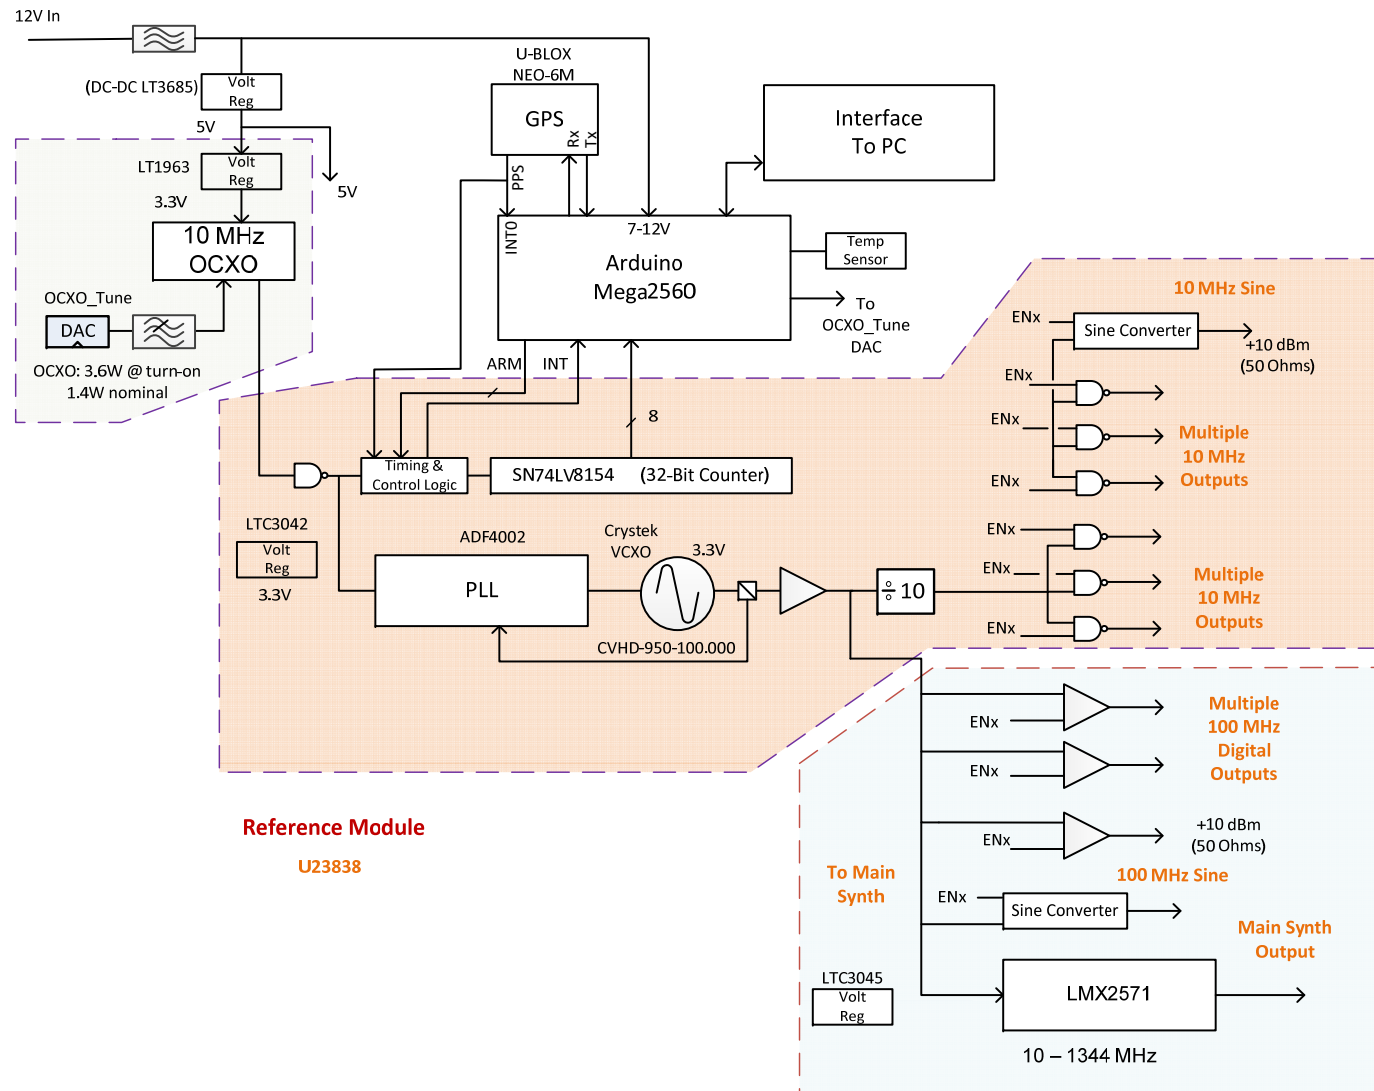 12V In
(DC-DC LT3685)
Volt
Reg
5V
5V
LT1963
Volt
Reg
3.3V
10 MHz
OCXO
OCXO_Tune
DAC
OCXO: 3.6W @ turn-on
1.4W nominal
U-BLOX
NEO-6M
GPS
Rx
Tx
PPS
INT0
7-12V
Arduino
Mega2560
Interface
To PC
Temp
Sensor
To
OCXO_Tune
DAC
ARM
INT
8
Timing &
Control Logic
SN74LV8154 (32-Bit Counter)
LTC3042
Volt
Reg
3.3V
ADF4002
PLL
Crystek
VCXO
3.3V
CVHD-950-100.000
÷ 10
10 MHz Sine
ENx
Sine Converter
+10 dBm
(50 Ohms)
ENx
ENx
ENx
Multiple
10 MHz
Outputs
ENx
ENx
ENx
Multiple
10 MHz
Outputs
ENx
ENx
Multiple
100 MHz
Digital
Outputs
ENx
+10 dBm
(50 Ohms)
100 MHz Sine
ENx
Sine Converter
To Main
Synth
Main Synth
Output
LTC3045
Volt
Reg
LMX2571
10 – 1344 MHz
Reference Module
U23838